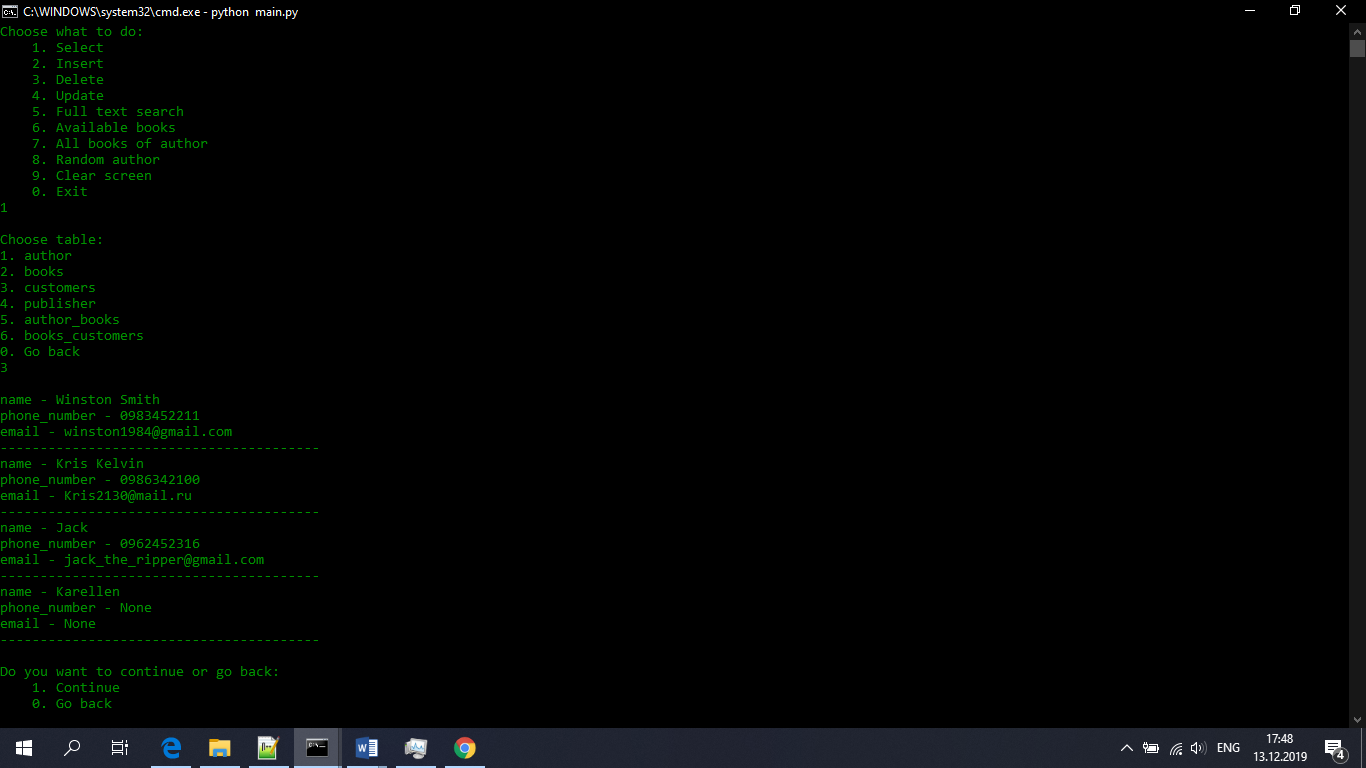 C:\WINDOWS\system32\cmd.exe - python  main.py
Choose what to do:
    1. Select
    2. Insert
    3. Delete
    4. Update
    5. Full text search
    6. Available books
    7. All books of author
    8. Random author
    9. Clear screen
    0. Exit
1

Choose table:
1. author
2. books
3. customers
4. publisher
5. author_books
6. books_customers
0. Go back
3

name - Winston Smith
phone_number - 0983452211
email - winston1984@gmail.com
----------------------------------------
name - Kris Kelvin
phone_number - 0986342100
email - Kris2130@mail.ru
----------------------------------------
name - Jack
phone_number - 0962452316
email - jack_the_ripper@gmail.com
----------------------------------------
name - Karellen
phone_number - None
email - None
----------------------------------------

Do you want to continue or go back:
    1. Continue
    0. Go back
ENG
17:48
13.12.2019
4